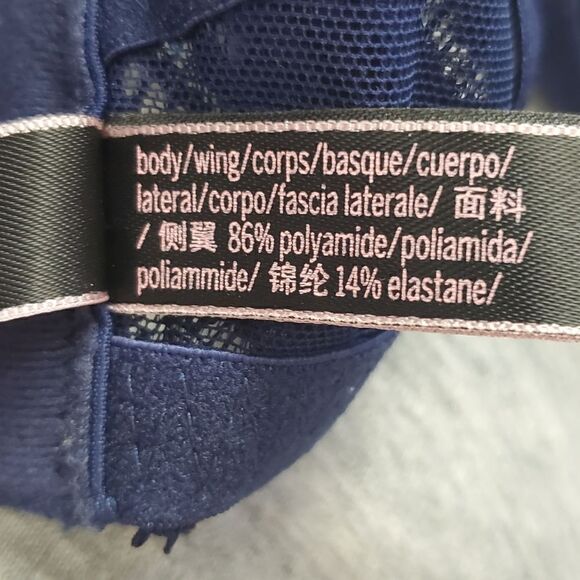 body/wing/corps/basque/cuerpo/
lateral/corpo/fascia laterale/ 面料
/ 侧翼 86% polyamide/poliamida/
poliammide/ 锦纶 14% elastane/